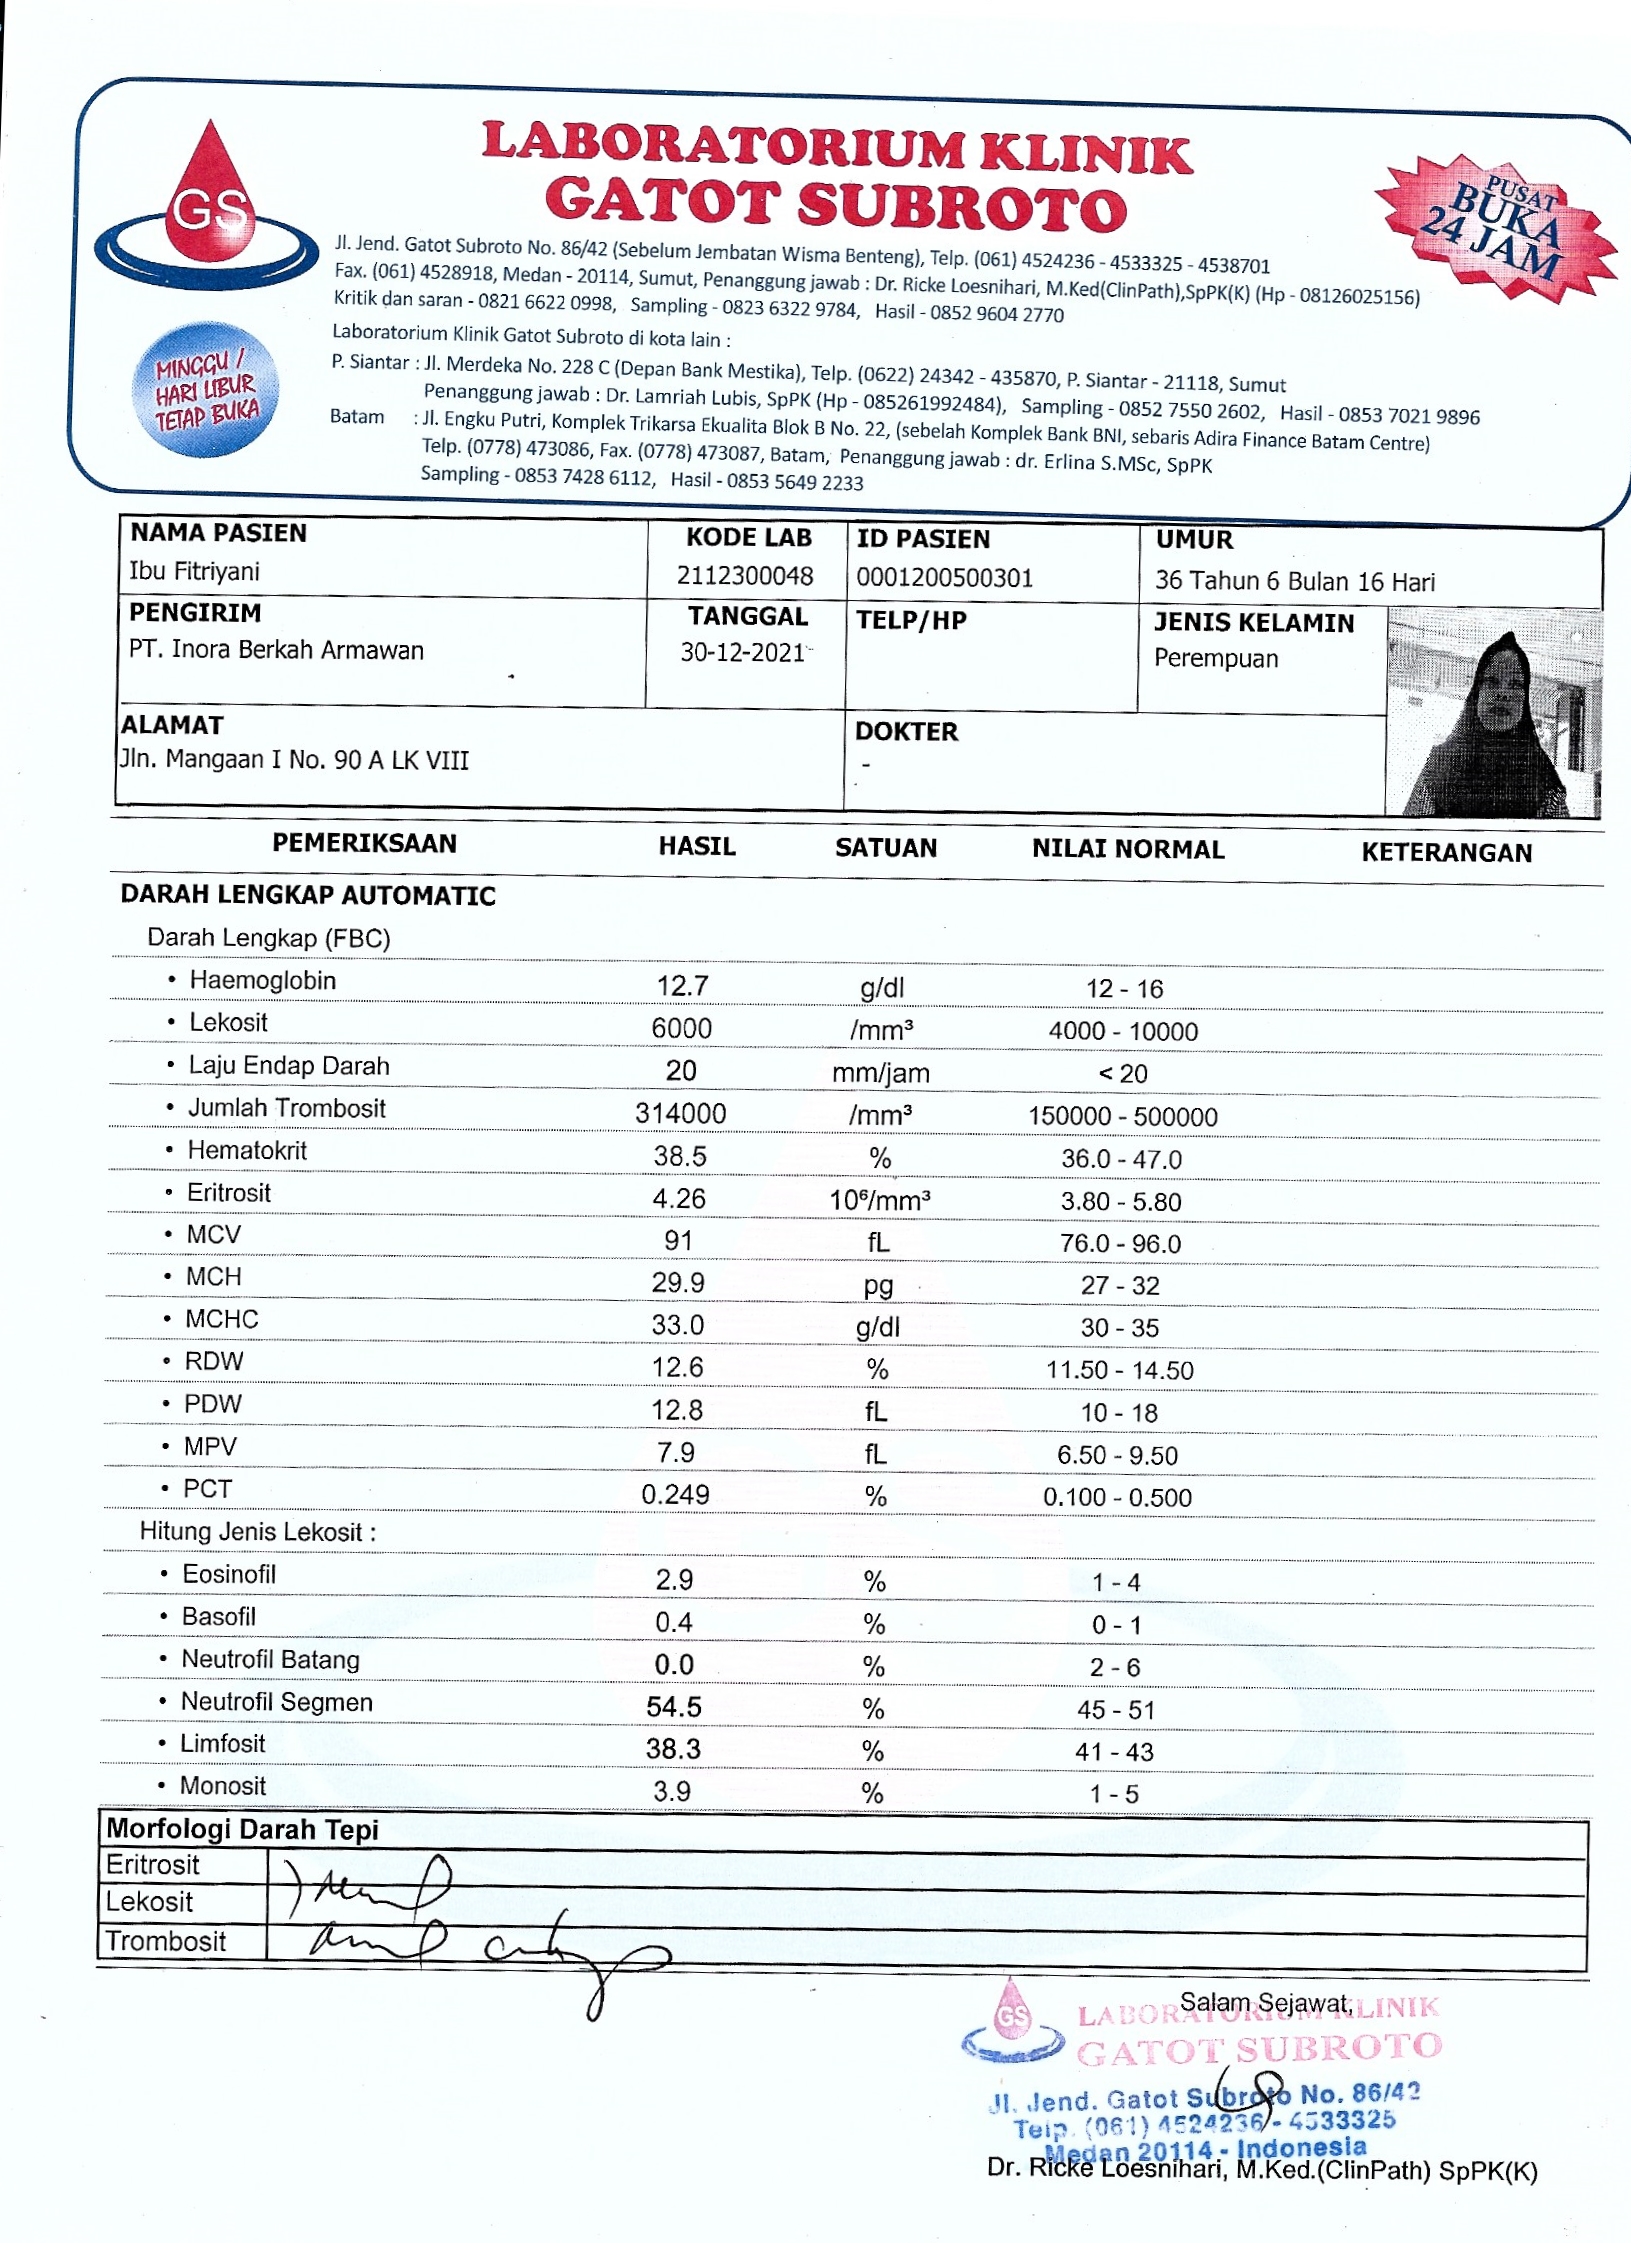 LABORATORIUM KLINIK
GATOT SUBROTO
GS
PUSAT
BUKA
24 JAM
Jl. Jend. Gatot Subroto No. 86/42 (Sebelum Jembatan Wisma Benteng), Telp. (061) 4524236 - 4533325 - 4538701
Fax. (061) 4528918, Medan - 20114, Sumut, Penanggung jawab : Dr. Ricke Loesnihari, M.Ked(ClinPath),SpPK(K) (Hp - 08126025156)
Kritik dan saran - 0821 6622 0998, Sampling - 0823 6322 9784, Hasil - 0852 9604 2770
Laboratorium Klinik Gatot Subroto di kota lain :
MINGGU /
HARI LIBUR
TETAP BUKA
P. Siantar : Jl. Merdeka No. 228 C (Depan Bank Mestika), Telp. (0622) 24342 - 435870, P. Siantar - 21118, Sumut
Penanggung jawab : Dr. Lamriah Lubis, SpPK (Hp - 085261992484), Sampling - 0852 7550 2602, Hasil - 0853 7021 9896
Batam : Jl. Engku Putri, Komplek Trikarsa Ekualita Blok B No. 22, (sebelah Komplek Bank BNI, sebaris Adira Finance Batam Centre)
Telp. (0778) 473086, Fax. (0778) 473087, Batam, Penanggung jawab : dr. Erlina S.MSc, SpPK
Sampling - 0853 7428 6112, Hasil - 0853 5649 2233
NAMA PASIEN KODE LAB ID PASIEN UMUR
Ibu Fitriyani 2112300048 0001200500301 36 Tahun 6 Bulan 16 Hari
PENGIRIM TANGGAL TELP/HP JENIS KELAMIN
PT. Inora Berkah Armawan 30-12-2021 Perempuan
ALAMAT DOKTER
Jln. Mangaan I No. 90 A LK VIII -
PEMERIKSAAN HASIL SATUAN NILAI NORMAL KETERANGAN
DARAH LENGKAP AUTOMATIC
Darah Lengkap (FBC)
• Haemoglobin 12.7 g/dl 12 - 16
• Lekosit 6000 /mm³ 4000 - 10000
• Laju Endap Darah 20 mm/jam < 20
• Jumlah Trombosit 314000 /mm³ 150000 - 500000
• Hematokrit 38.5 % 36.0 - 47.0
• Eritrosit 4.26 10⁶/mm³ 3.80 - 5.80
• MCV 91 fL 76.0 - 96.0
• MCH 29.9 pg 27 - 32
• MCHC 33.0 g/dl 30 - 35
• RDW 12.6 % 11.50 - 14.50
• PDW 12.8 fL 10 - 18
• MPV 7.9 fL 6.50 - 9.50
• PCT 0.249 % 0.100 - 0.500
Hitung Jenis Lekosit :
• Eosinofil 2.9 % 1 - 4
• Basofil 0.4 % 0 - 1
• Neutrofil Batang 0.0 % 2 - 6
• Neutrofil Segmen 54.5 % 45 - 51
• Limfosit 38.3 % 41 - 43
• Monosit 3.9 % 1 - 5
Morfologi Darah Tepi
Eritrosit
Lekosit
Trombosit
Salam Sejawat,
GS LABORATORIUM KLINIK
GATOT SUBROTO
Jl. Jend. Gatot Subroto No. 86/42
Telp. (061) 4524236 - 4533325
Medan 20114 - Indonesia
Dr. Ricke Loesnihari, M.Ked.(ClinPath) SpPK(K)